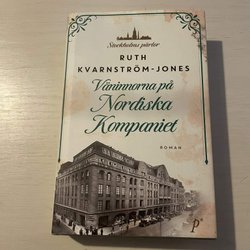 Stockholms pärlor
RUTH
KVARNSTRÖM-JONES
Väninnorna på
Nordiska
Kompaniet
ROMAN